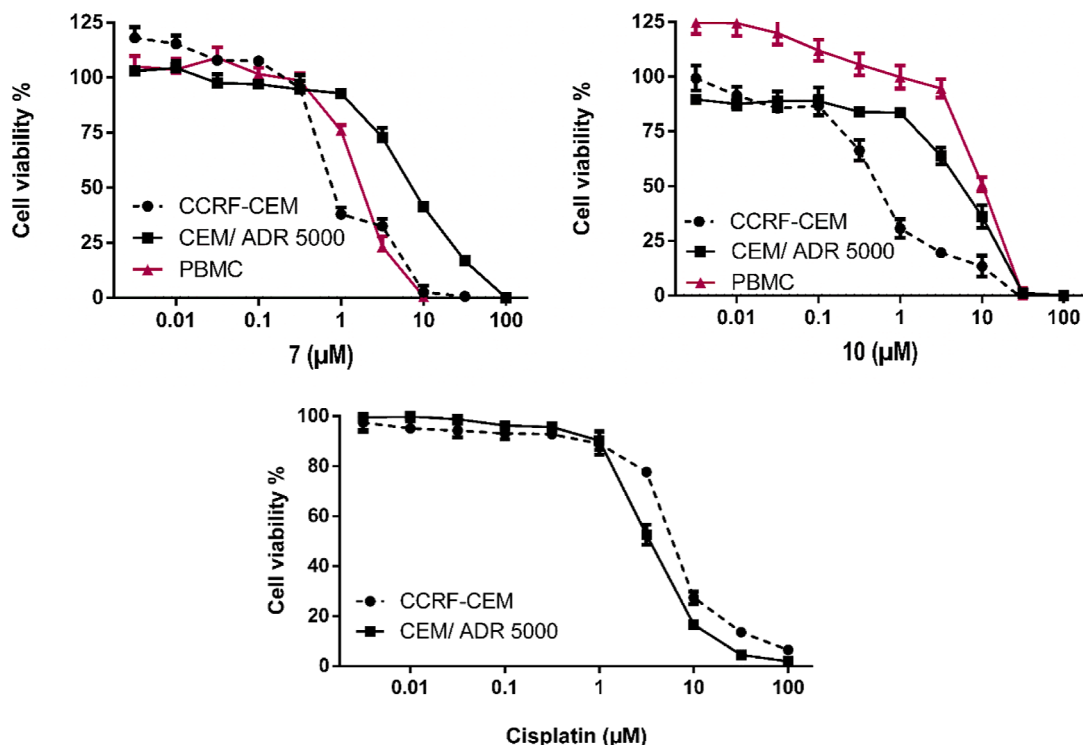 125
100
75
50
25
0
Cell viability %
CCRF-CEM
CEM/ ADR 5000
PBMC
0.01 0.1 1 10 100
7 (µM)
125
100
75
50
25
0
Cell viability %
CCRF-CEM
CEM/ ADR 5000
PBMC
0.01 0.1 1 10 100
10 (µM)
100
80
60
40
20
0
Cell viability %
CCRF-CEM
CEM/ ADR 5000
0.01 0.1 1 10 100
Cisplatin (µM)